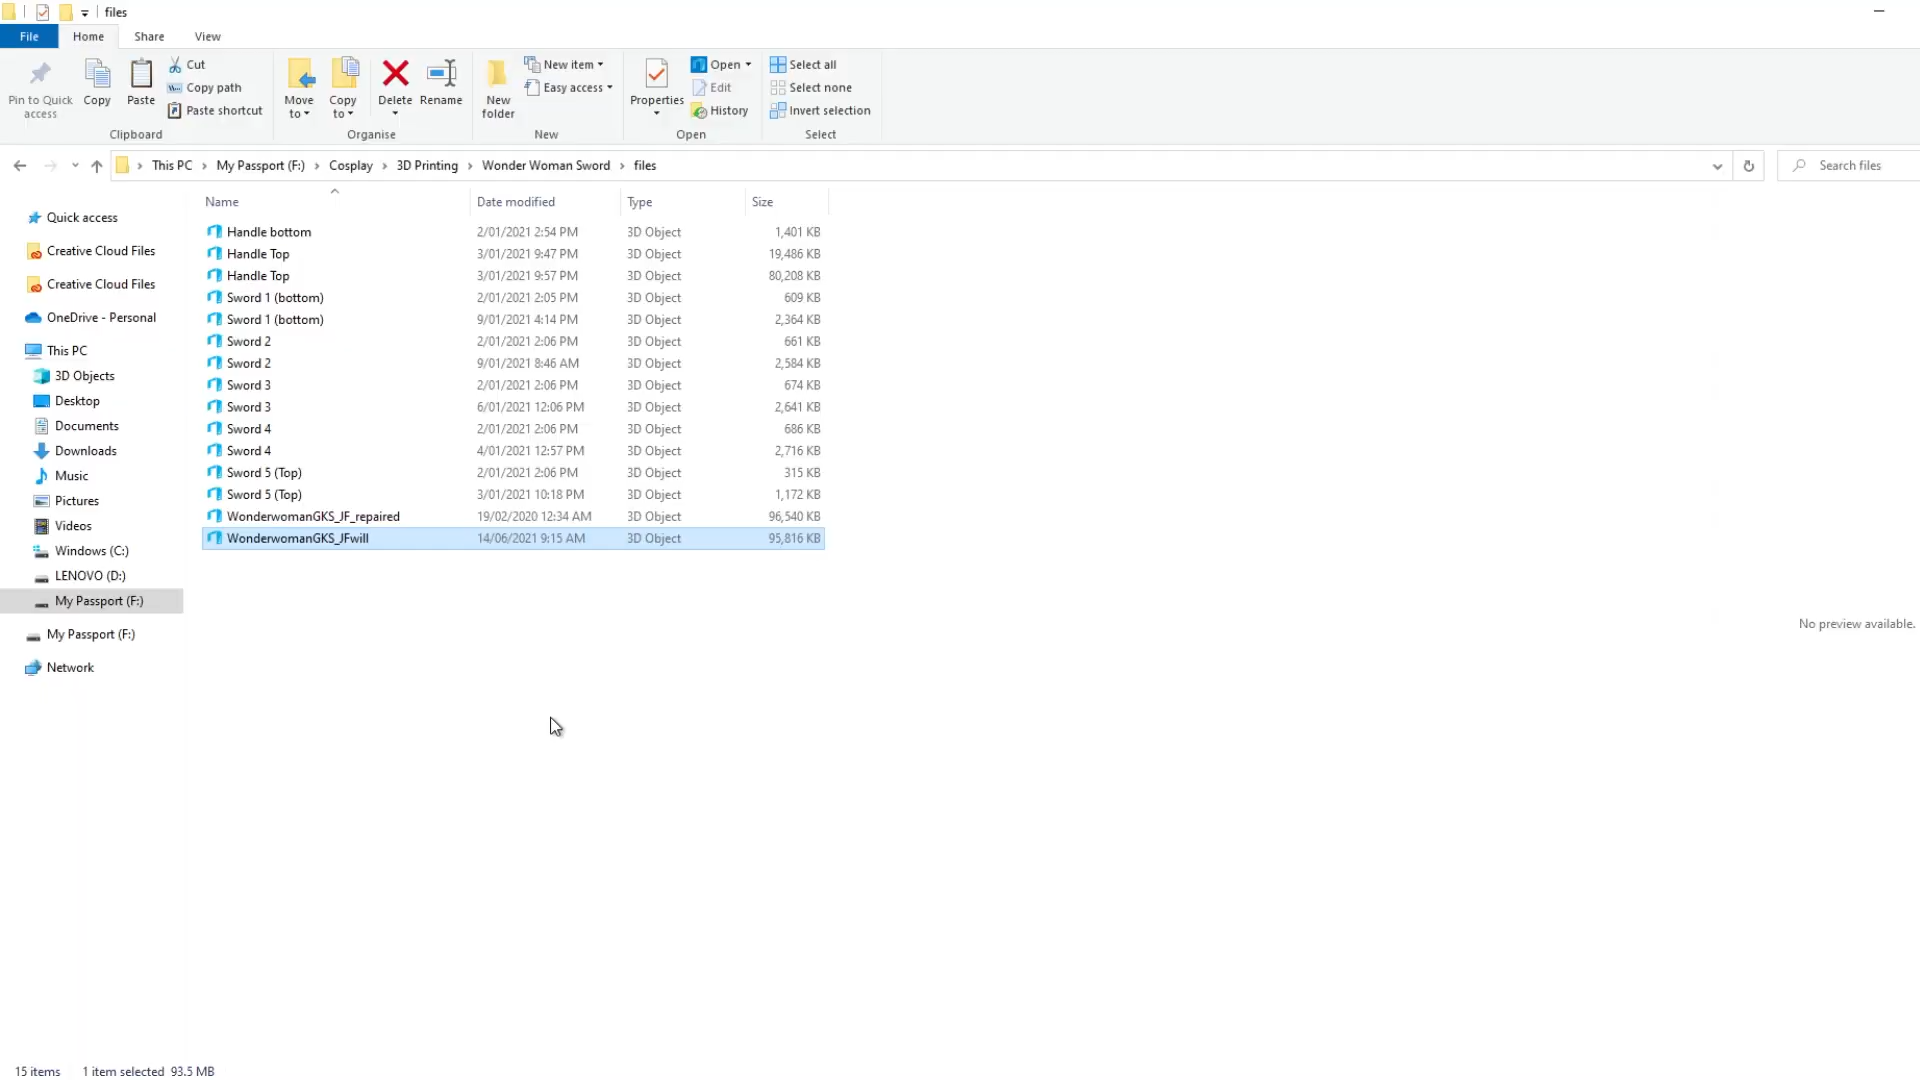 files
File Home Share View
Pin to Quick access
Copy
Paste
Cut
Copy path
Paste shortcut
Clipboard
Move to
Copy to
Delete
Rename
Organise
New folder
New item
Easy access
New
Properties
Open
Edit
History
Open
Select all
Select none
Invert selection
Select
This PC > My Passport (F:) > Cosplay > 3D Printing > Wonder Woman Sword > files
Search files
Name Date modified Type Size
Handle bottom 2/01/2021 2:54 PM 3D Object 1,401 KB
Handle Top 3/01/2021 9:47 PM 3D Object 19,486 KB
Handle Top 3/01/2021 9:57 PM 3D Object 80,208 KB
Sword 1 (bottom) 2/01/2021 2:05 PM 3D Object 609 KB
Sword 1 (bottom) 9/01/2021 4:14 PM 3D Object 2,364 KB
Sword 2 2/01/2021 2:06 PM 3D Object 661 KB
Sword 2 9/01/2021 8:46 AM 3D Object 2,584 KB
Sword 3 2/01/2021 2:06 PM 3D Object 674 KB
Sword 3 6/01/2021 12:06 PM 3D Object 2,641 KB
Sword 4 2/01/2021 2:06 PM 3D Object 686 KB
Sword 4 4/01/2021 12:57 PM 3D Object 2,716 KB
Sword 5 (Top) 2/01/2021 2:06 PM 3D Object 315 KB
Sword 5 (Top) 3/01/2021 10:18 PM 3D Object 1,172 KB
WonderwomanGKS_JF_repaired 19/02/2020 12:34 AM 3D Object 96,540 KB
WonderwomanGKS_JFwill 14/06/2021 9:15 AM 3D Object 95,816 KB
Quick access
Creative Cloud Files
Creative Cloud Files
OneDrive - Personal
This PC
3D Objects
Desktop
Documents
Downloads
Music
Pictures
Videos
Windows (C:)
LENOVO (D:)
My Passport (F:)
My Passport (F:)
Network
No preview available.
15 items 1 item selected 93.5 MB